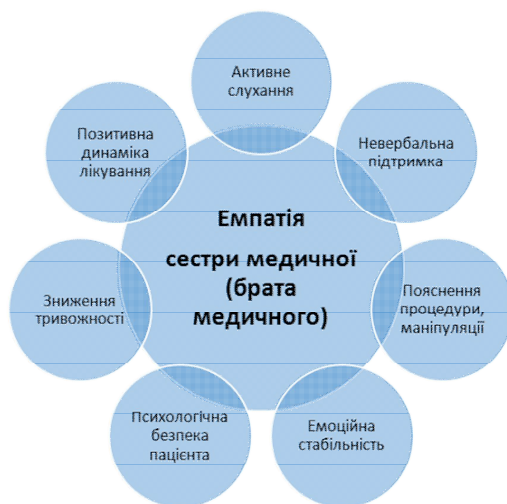 Активне
слухання
Невербальна
підтримка
Пояснення
процедури,
маніпуляції
Емоційна
стабільність
Психологічна
безпека
пацієнта
Зниження
тривожності
Позитивна
динаміка
лікування
Емпатія
сестри медичної
(брата
медичного)